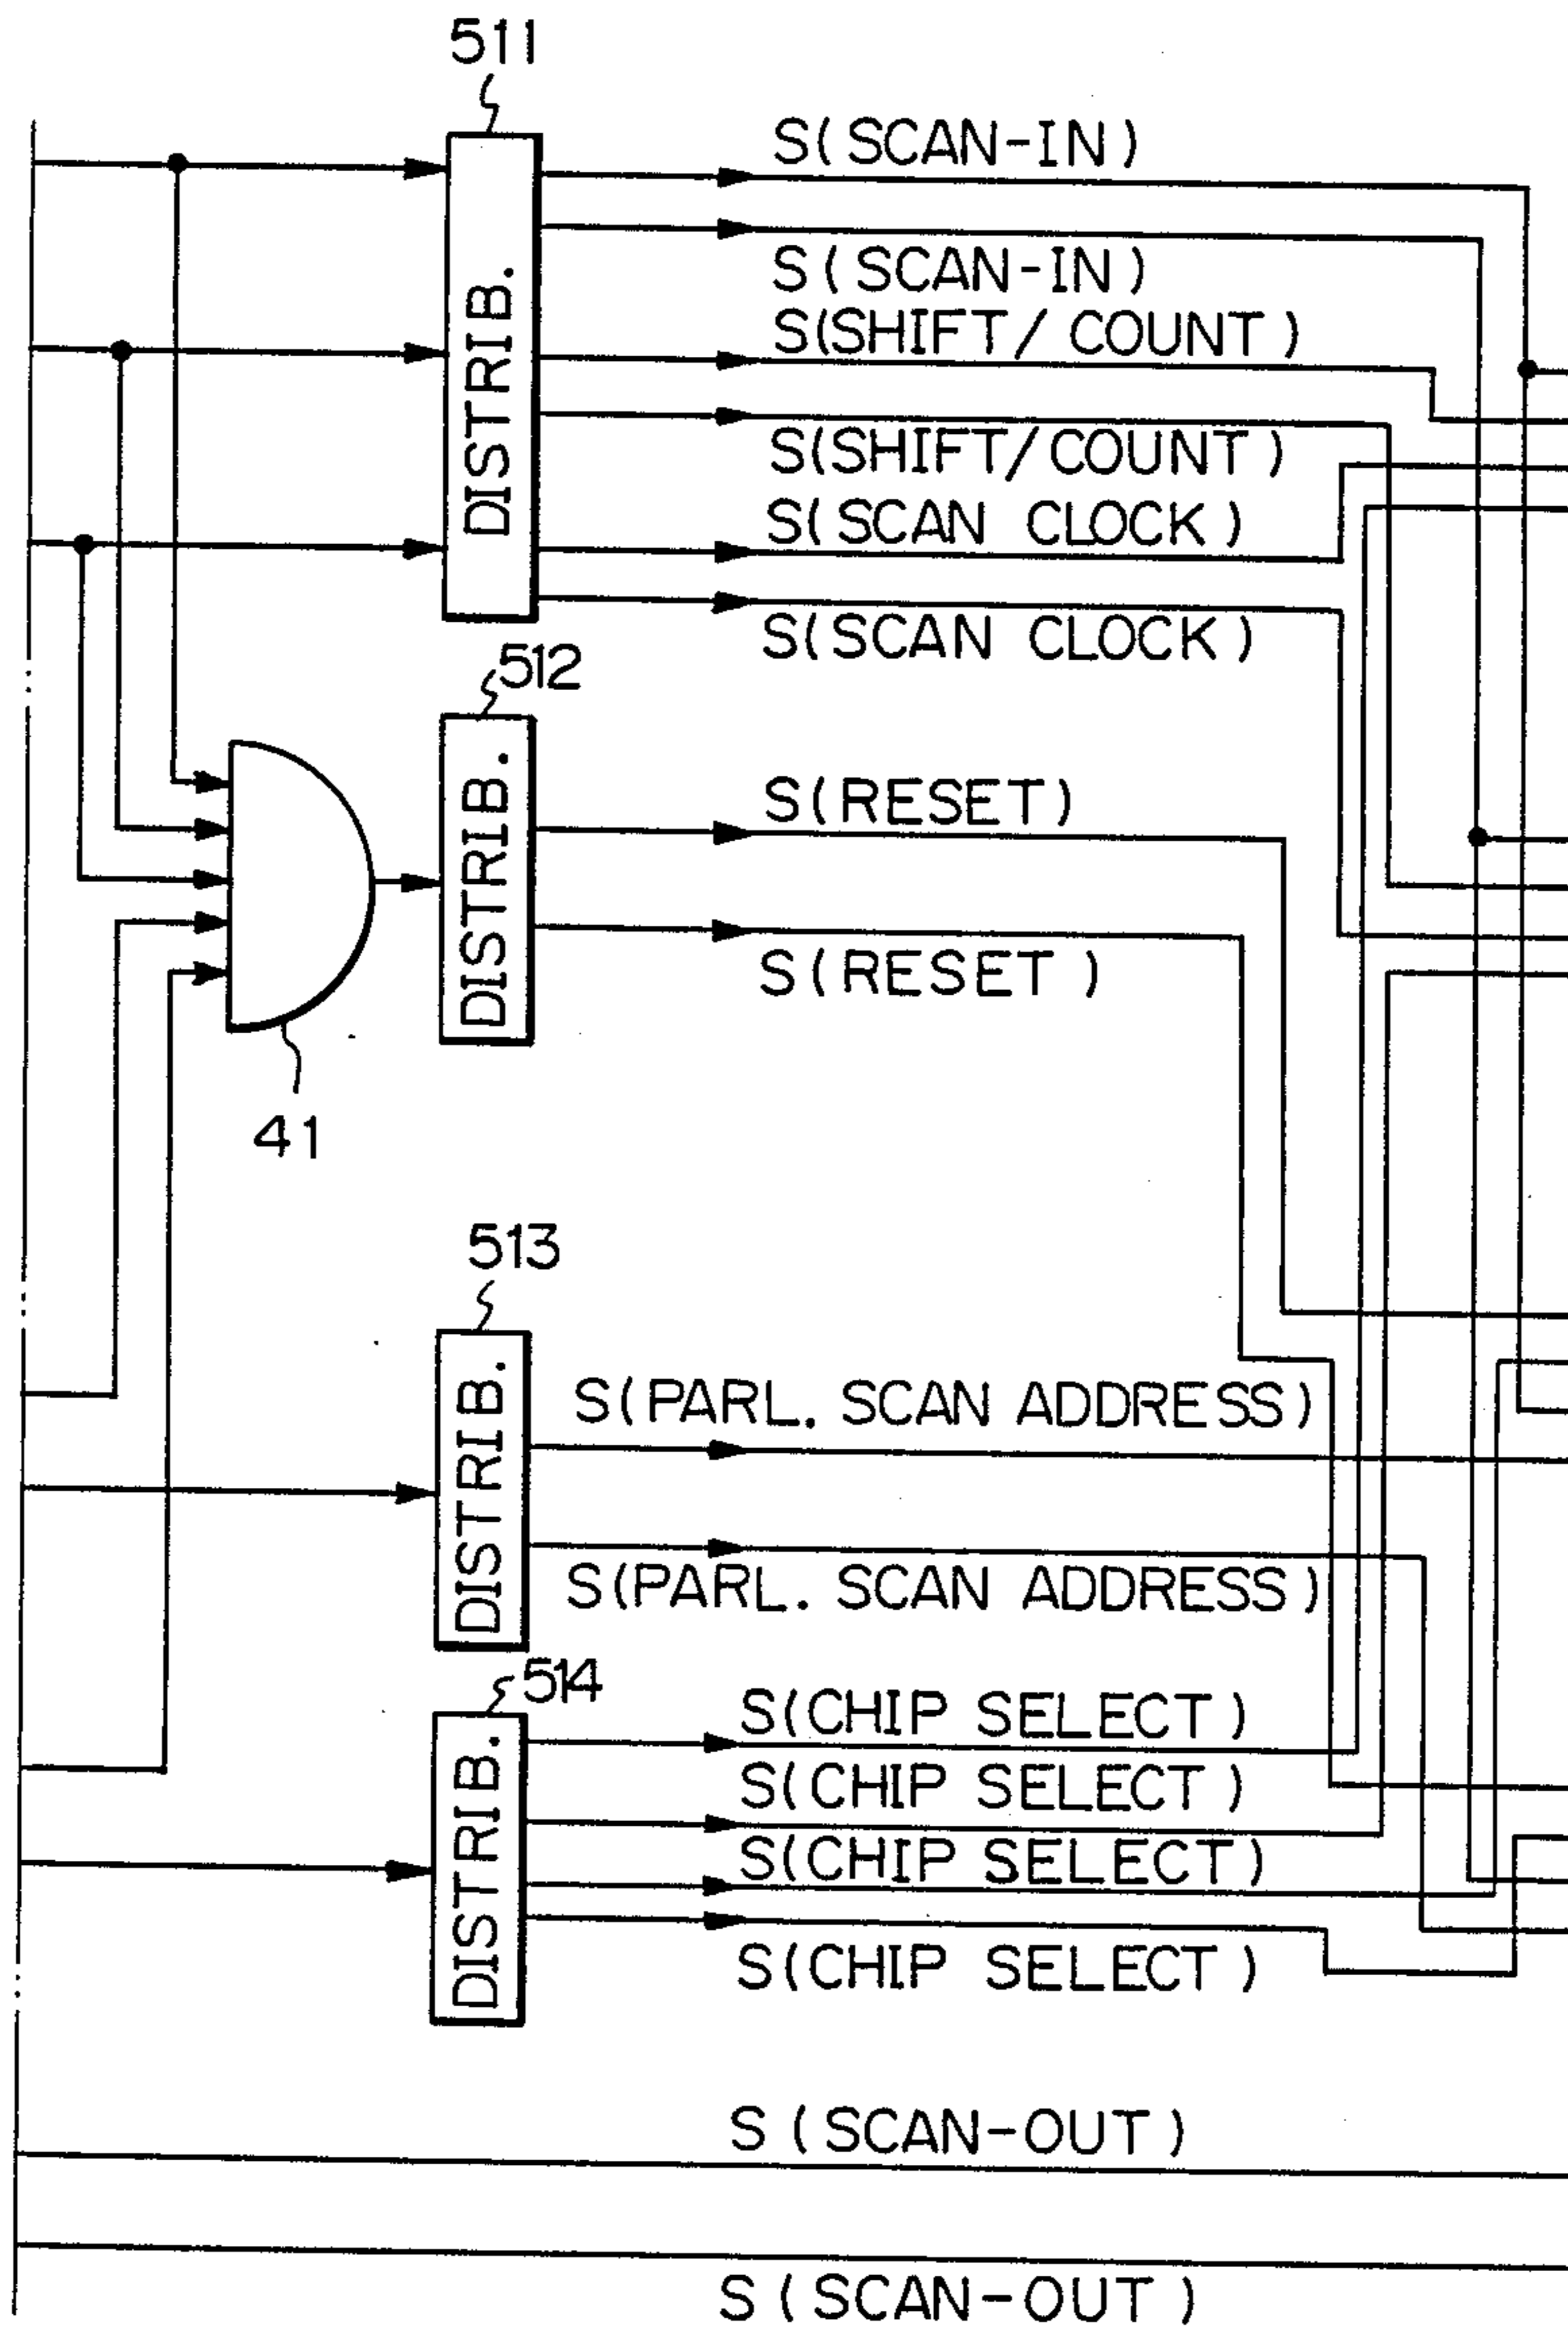 511
S(SCAN-IN)
S(SCAN-IN)
S(SHIFT/COUNT)
DISTRIB.
S(SHIFT/COUNT)
S(SCAN CLOCK)
S(SCAN CLOCK)
512
S(RESET)
DISTRIB.
S(RESET)
41
513
S(PARL. SCAN ADDRESS)
DISTRIB.
S(PARL. SCAN ADDRESS)
514
S(CHIP SELECT)
S(CHIP SELECT)
DISTRIB.
S(CHIP SELECT)
S(CHIP SELECT)
S(SCAN-OUT)
S(SCAN-OUT)